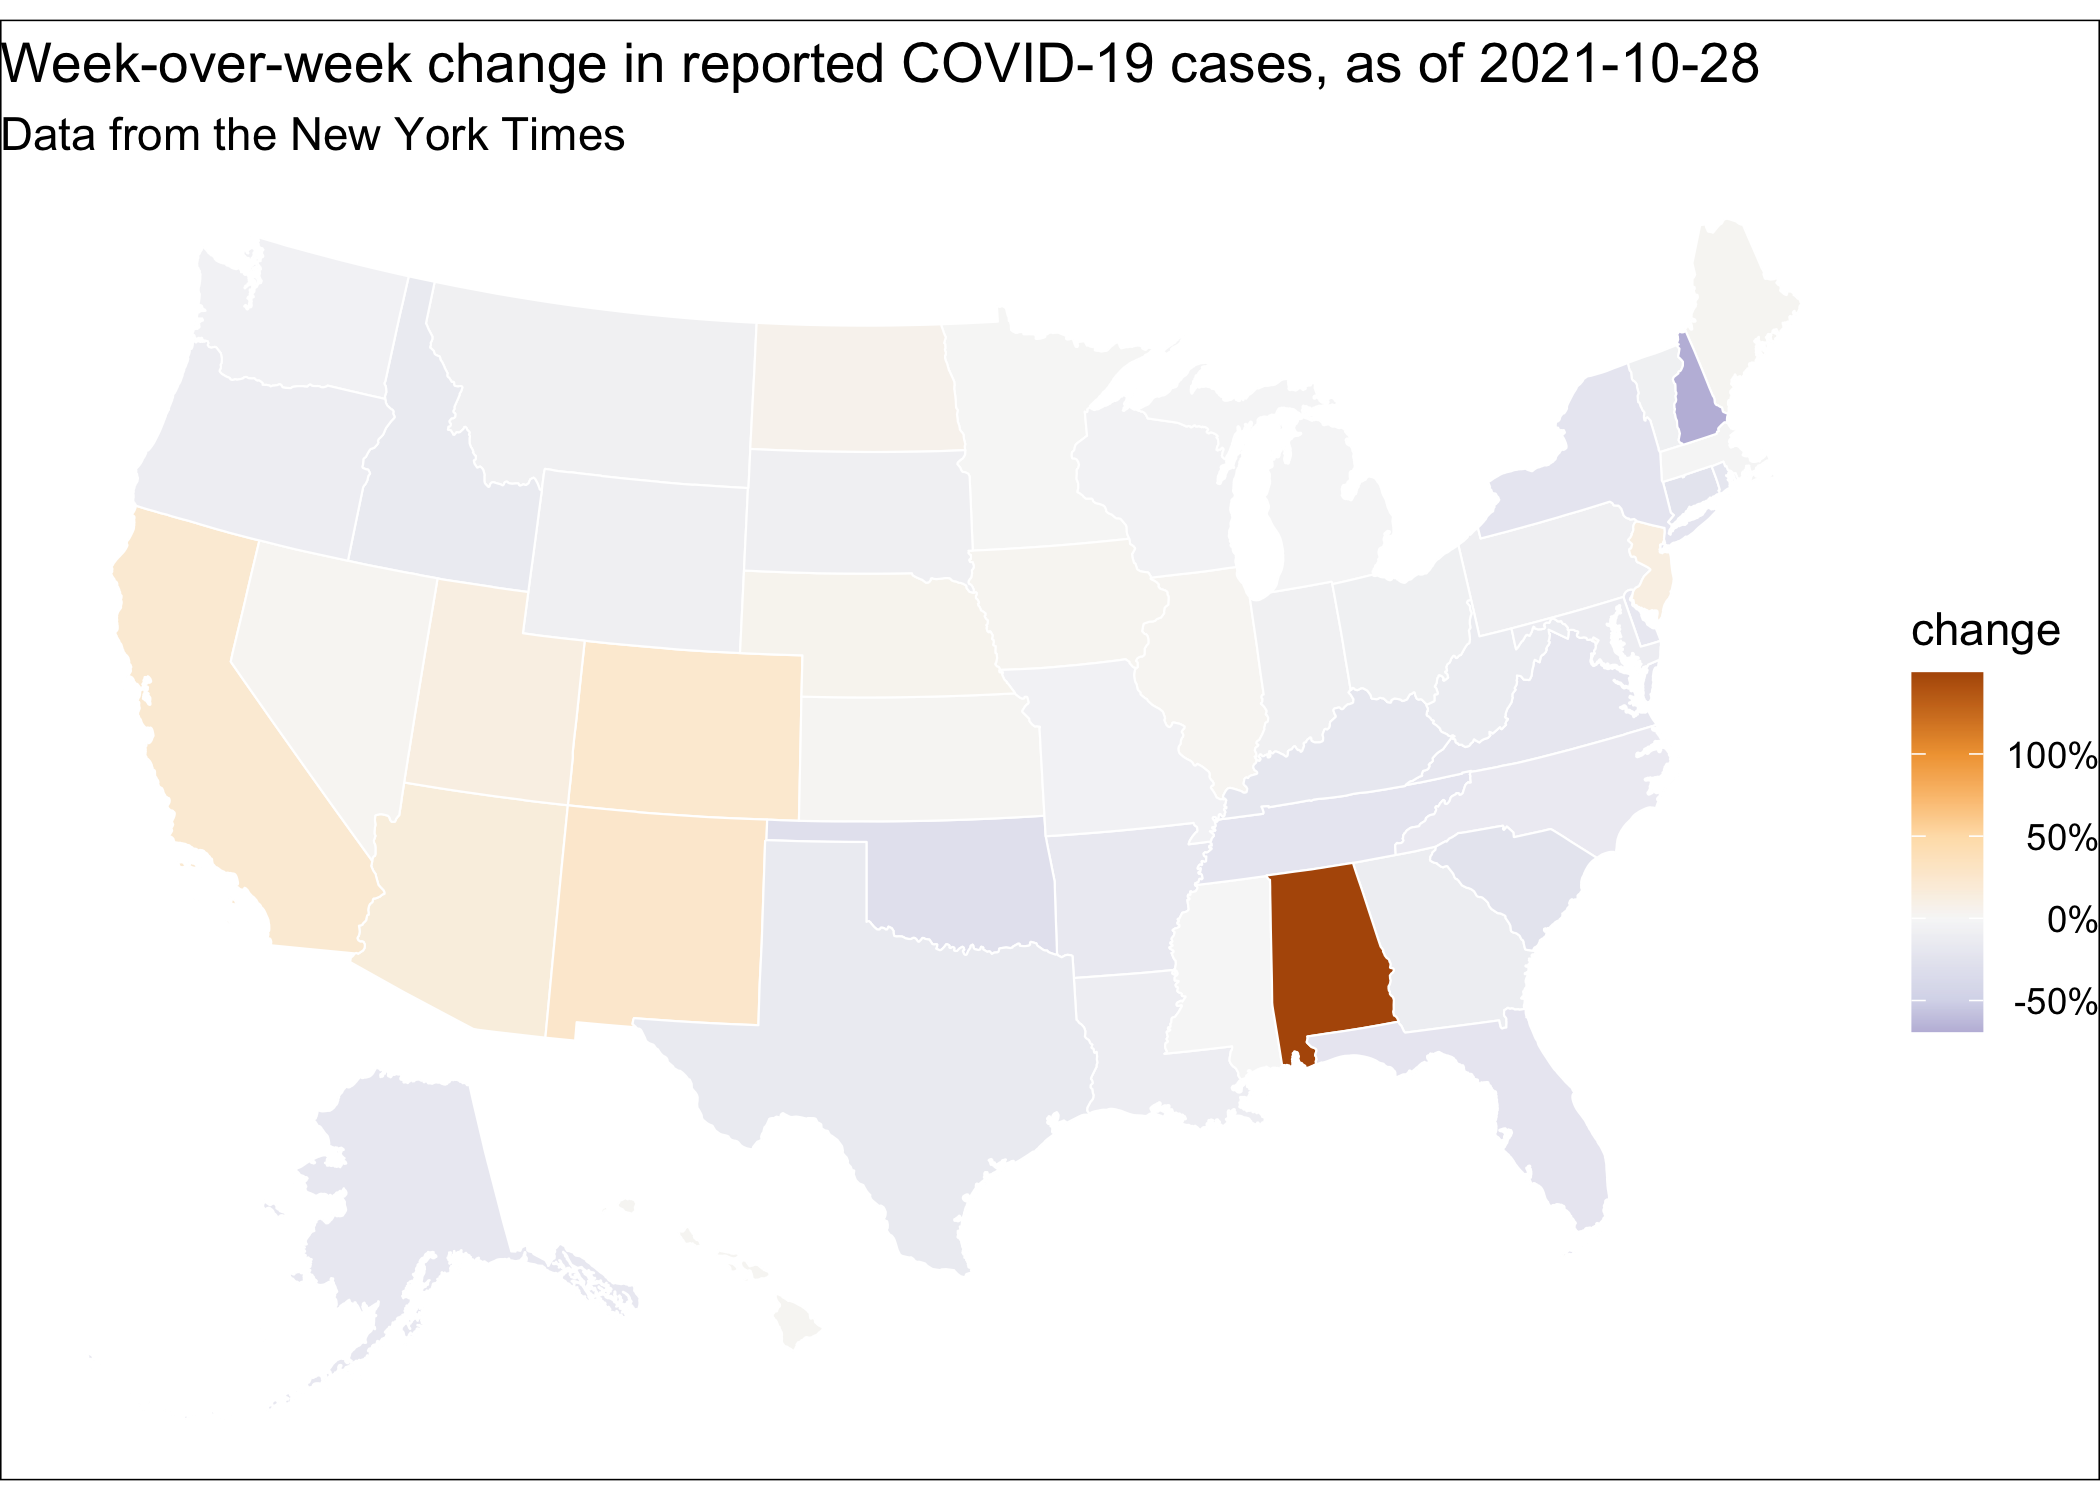 Week-over-week change in reported COVID-19 cases, as of 2021-10-28
Data from the New York Times
change
100%
50%
0%
-50%